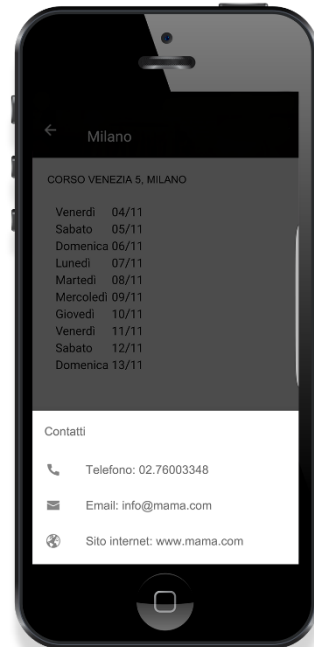 Milano
CORSO VENEZIA 5, MILANO
Venerdì 04/11
Sabato 05/11
Domenica 06/11
Lunedì 07/11
Martedì 08/11
Mercoledì 09/11
Giovedì 10/11
Venerdì 11/11
Sabato 12/11
Domenica 13/11
Contatti
Telefono: 02.76003348
Email: info@mama.com
Sito internet: www.mama.com